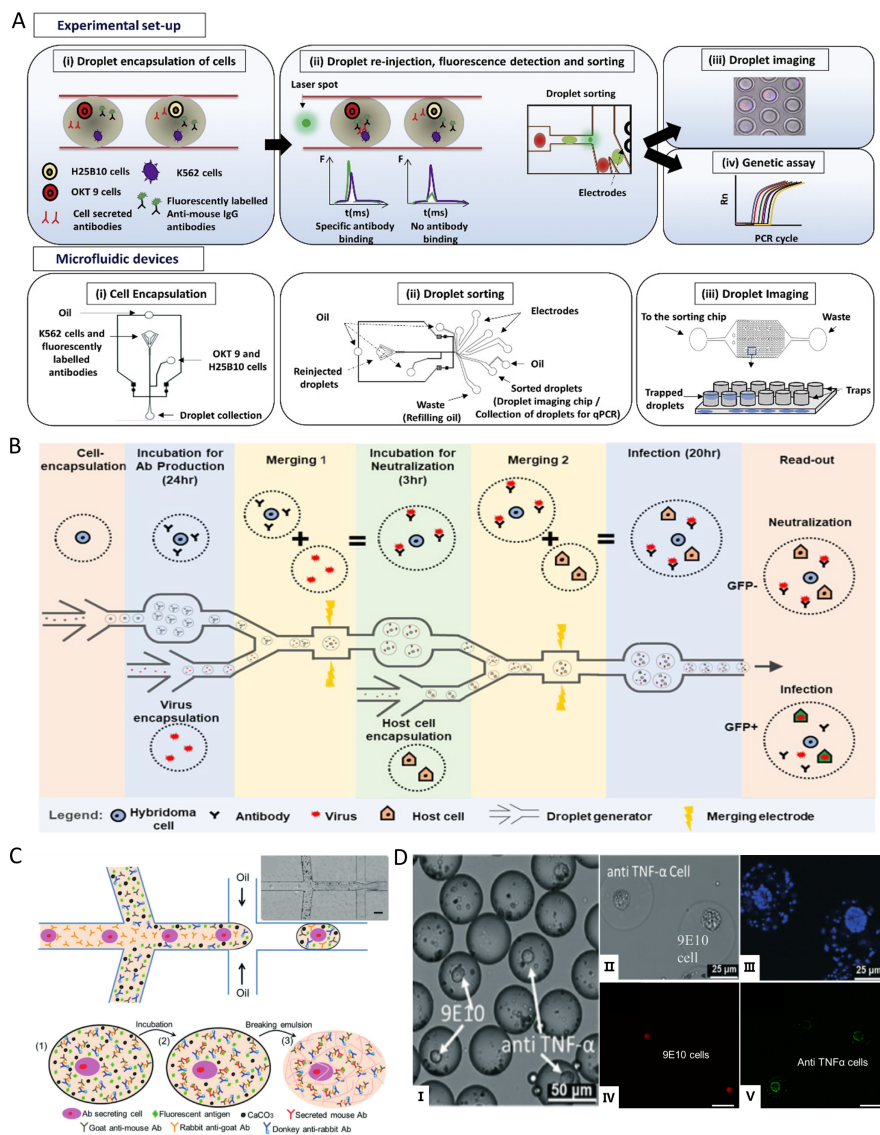 A
Experimental set-up
(i) Droplet encapsulation of cells
H25B10 cells
K562 cells
OKT 9 cells
Cell secreted
antibodies
Fluorescently labelled
Anti-mouse IgG
antibodies
(ii) Droplet re-injection, fluorescence detection and sorting
Laser spot
Droplet sorting
Electrodes
F
F
t(ms)
t(ms)
Specific antibody
binding
No antibody
binding
(iii) Droplet imaging
(iv) Genetic assay
Rn
PCR cycle
Microfluidic devices
(i) Cell Encapsulation
Oil
K562 cells and
fluorescently
labelled
antibodies
OKT 9 and
H25B10 cells
Droplet collection
(ii) Droplet sorting
Oil
Electrodes
Reinjected
droplets
Oil
Waste
(Refilling oil)
Sorted droplets
(Droplet imaging chip /
Collection of droplets for qPCR)
(iii) Droplet Imaging
To the sorting chip
Waste
Trapped
droplets
Traps
B
Cell-
encapsulation
Incubation for
Ab Production
(24hr)
Merging 1
Incubation for
Neutralization
(3hr)
Merging 2
Infection (20hr)
Read-out
+
=
+
=
Neutralization
GFP-
Virus
encapsulation
Host cell
encapsulation
Infection
GFP+
Legend:
Hybridoma
cell
Antibody
Virus
Host cell
Droplet generator
Merging electrode
C
Oil
Oil
(1)
Incubation
(2)
Breaking emulsion
(3)
Ab secreting cell
Fluorescent antigen
CaCO3
Secreted mouse Ab
Goat anti-mouse Ab
Rabbit anti-goat Ab
Donkey anti-rabbit Ab
D
9E10
anti TNF-α
I
50 µm
anti TNF-α Cell
9E10
cell
II
25 µm
III
25 µm
9E10 cells
IV
Anti TNFα cells
V